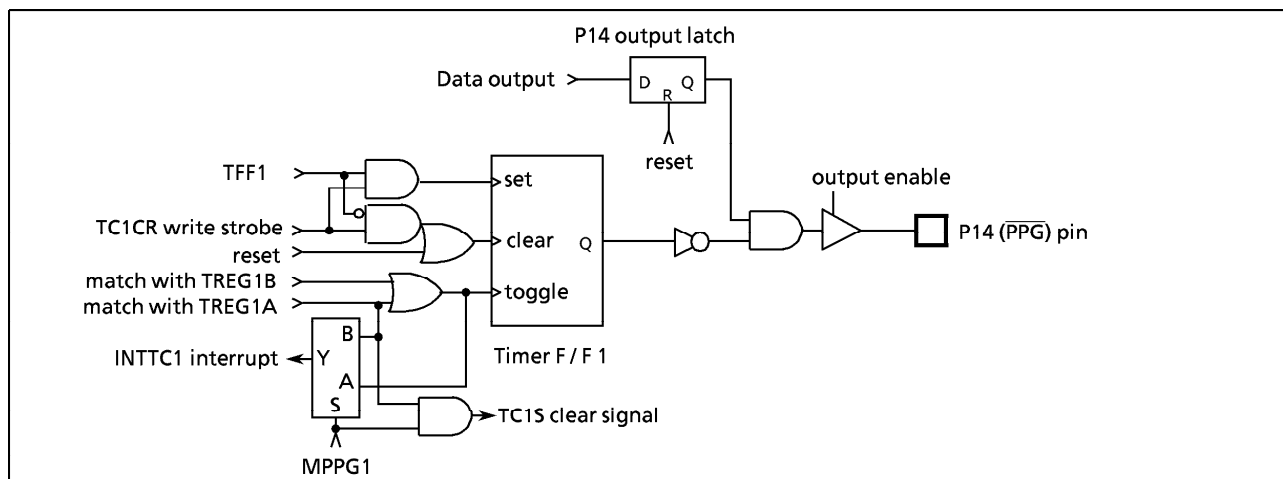 P14 output latch
Data output
D Q
R
reset
TFF1
set
output enable
TC1CR write strobe
clear
Q
P14 (P̅P̅G̅) pin
reset
match with TREG1B
toggle
match with TREG1A
B
INTTC1 interrupt
Y
Timer F / F 1
A
S
TC1S clear signal
MPPG1